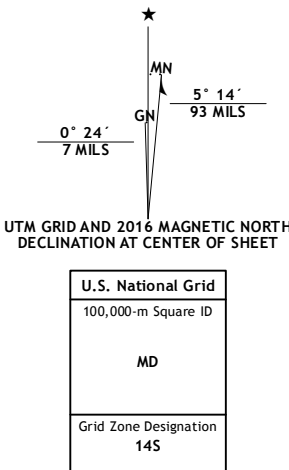 ★
MN
GN
5° 14´
93 MILS
0° 24´
7 MILS
UTM GRID AND 2016 MAGNETIC NORTH
DECLINATION AT CENTER OF SHEET
U.S. National Grid
100,000-m Square ID
MD
Grid Zone Designation
14S